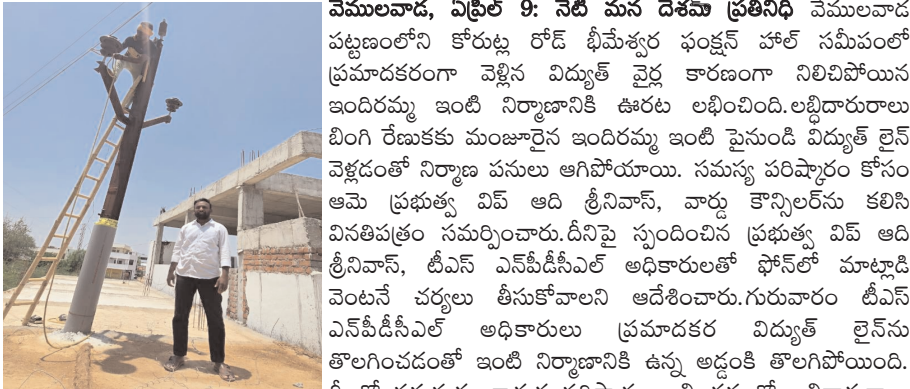 వేములవాడ, ఏప్రిల్ 9: నేటి మన దేశమ్ ప్రతినిధి వేములవాడ
పట్టణంలోని కోరుట్ల రోడ్ భీమేశ్వర ఫంక్షన్ హాల్ సమీపంలో
ప్రమాదకరంగా వెళ్లిన విద్యుత్ వైర్ల కారణంగా నిలిచిపోయిన
ఇందిరమ్మ ఇంటి నిర్మాణానికి ఊరట లభించింది.లబ్ధిదారురాలు
బింగి రేణుకకు మంజూరైన ఇందిరమ్మ ఇంటి పైనుండి విద్యుత్ లైన్
వెళ్లడంతో నిర్మాణ పనులు ఆగిపోయాయి. సమస్య పరిష్కారం కోసం
ఆమె ప్రభుత్వ విప్ ఆది శ్రీనివాస్, వార్డు కౌన్సిలర్‌ను కలిసి
వినతిపత్రం సమర్పించారు.దీనిపై స్పందించిన ప్రభుత్వ విప్ ఆది
శ్రీనివాస్, టీఎస్ ఎన్‌పీడీసీఎల్ అధికారులతో ఫోన్‌లో మాట్లాడి
వెంటనే చర్యలు తీసుకోవాలని ఆదేశించారు.గురువారం టీఎస్
ఎన్‌పీడీసీఎల్ అధికారులు ప్రమాదకర విద్యుత్ లైన్‌ను
తొలగించడంతో ఇంటి నిర్మాణానికి ఉన్న అడ్డంకి తొలగిపోయింది.